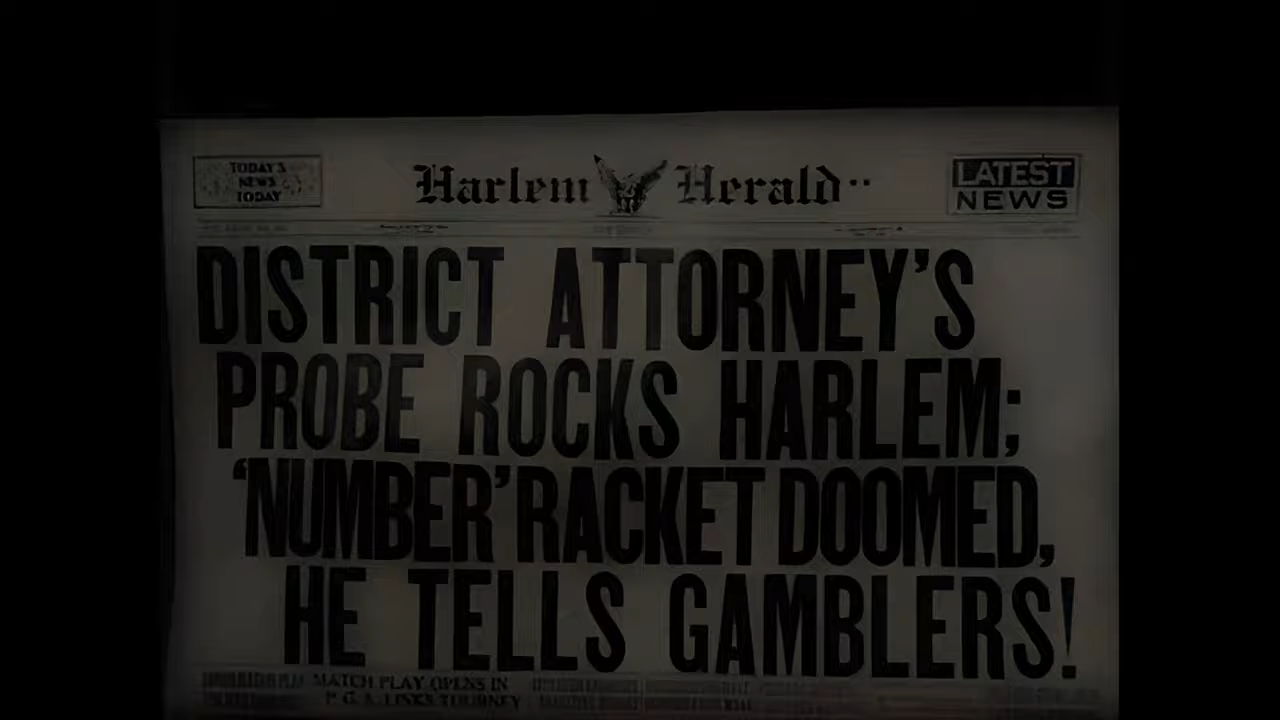 TODAY'S
NEWS
TODAY
Harlem Herald
LATEST
NEWS
DISTRICT ATTORNEY'S
PROBE ROCKS HARLEM;
'NUMBER' RACKET DOOMED,
HE TELLS GAMBLERS!
MATCH PLAY OPENS IN
P. G. A. LINKS TOURNEY